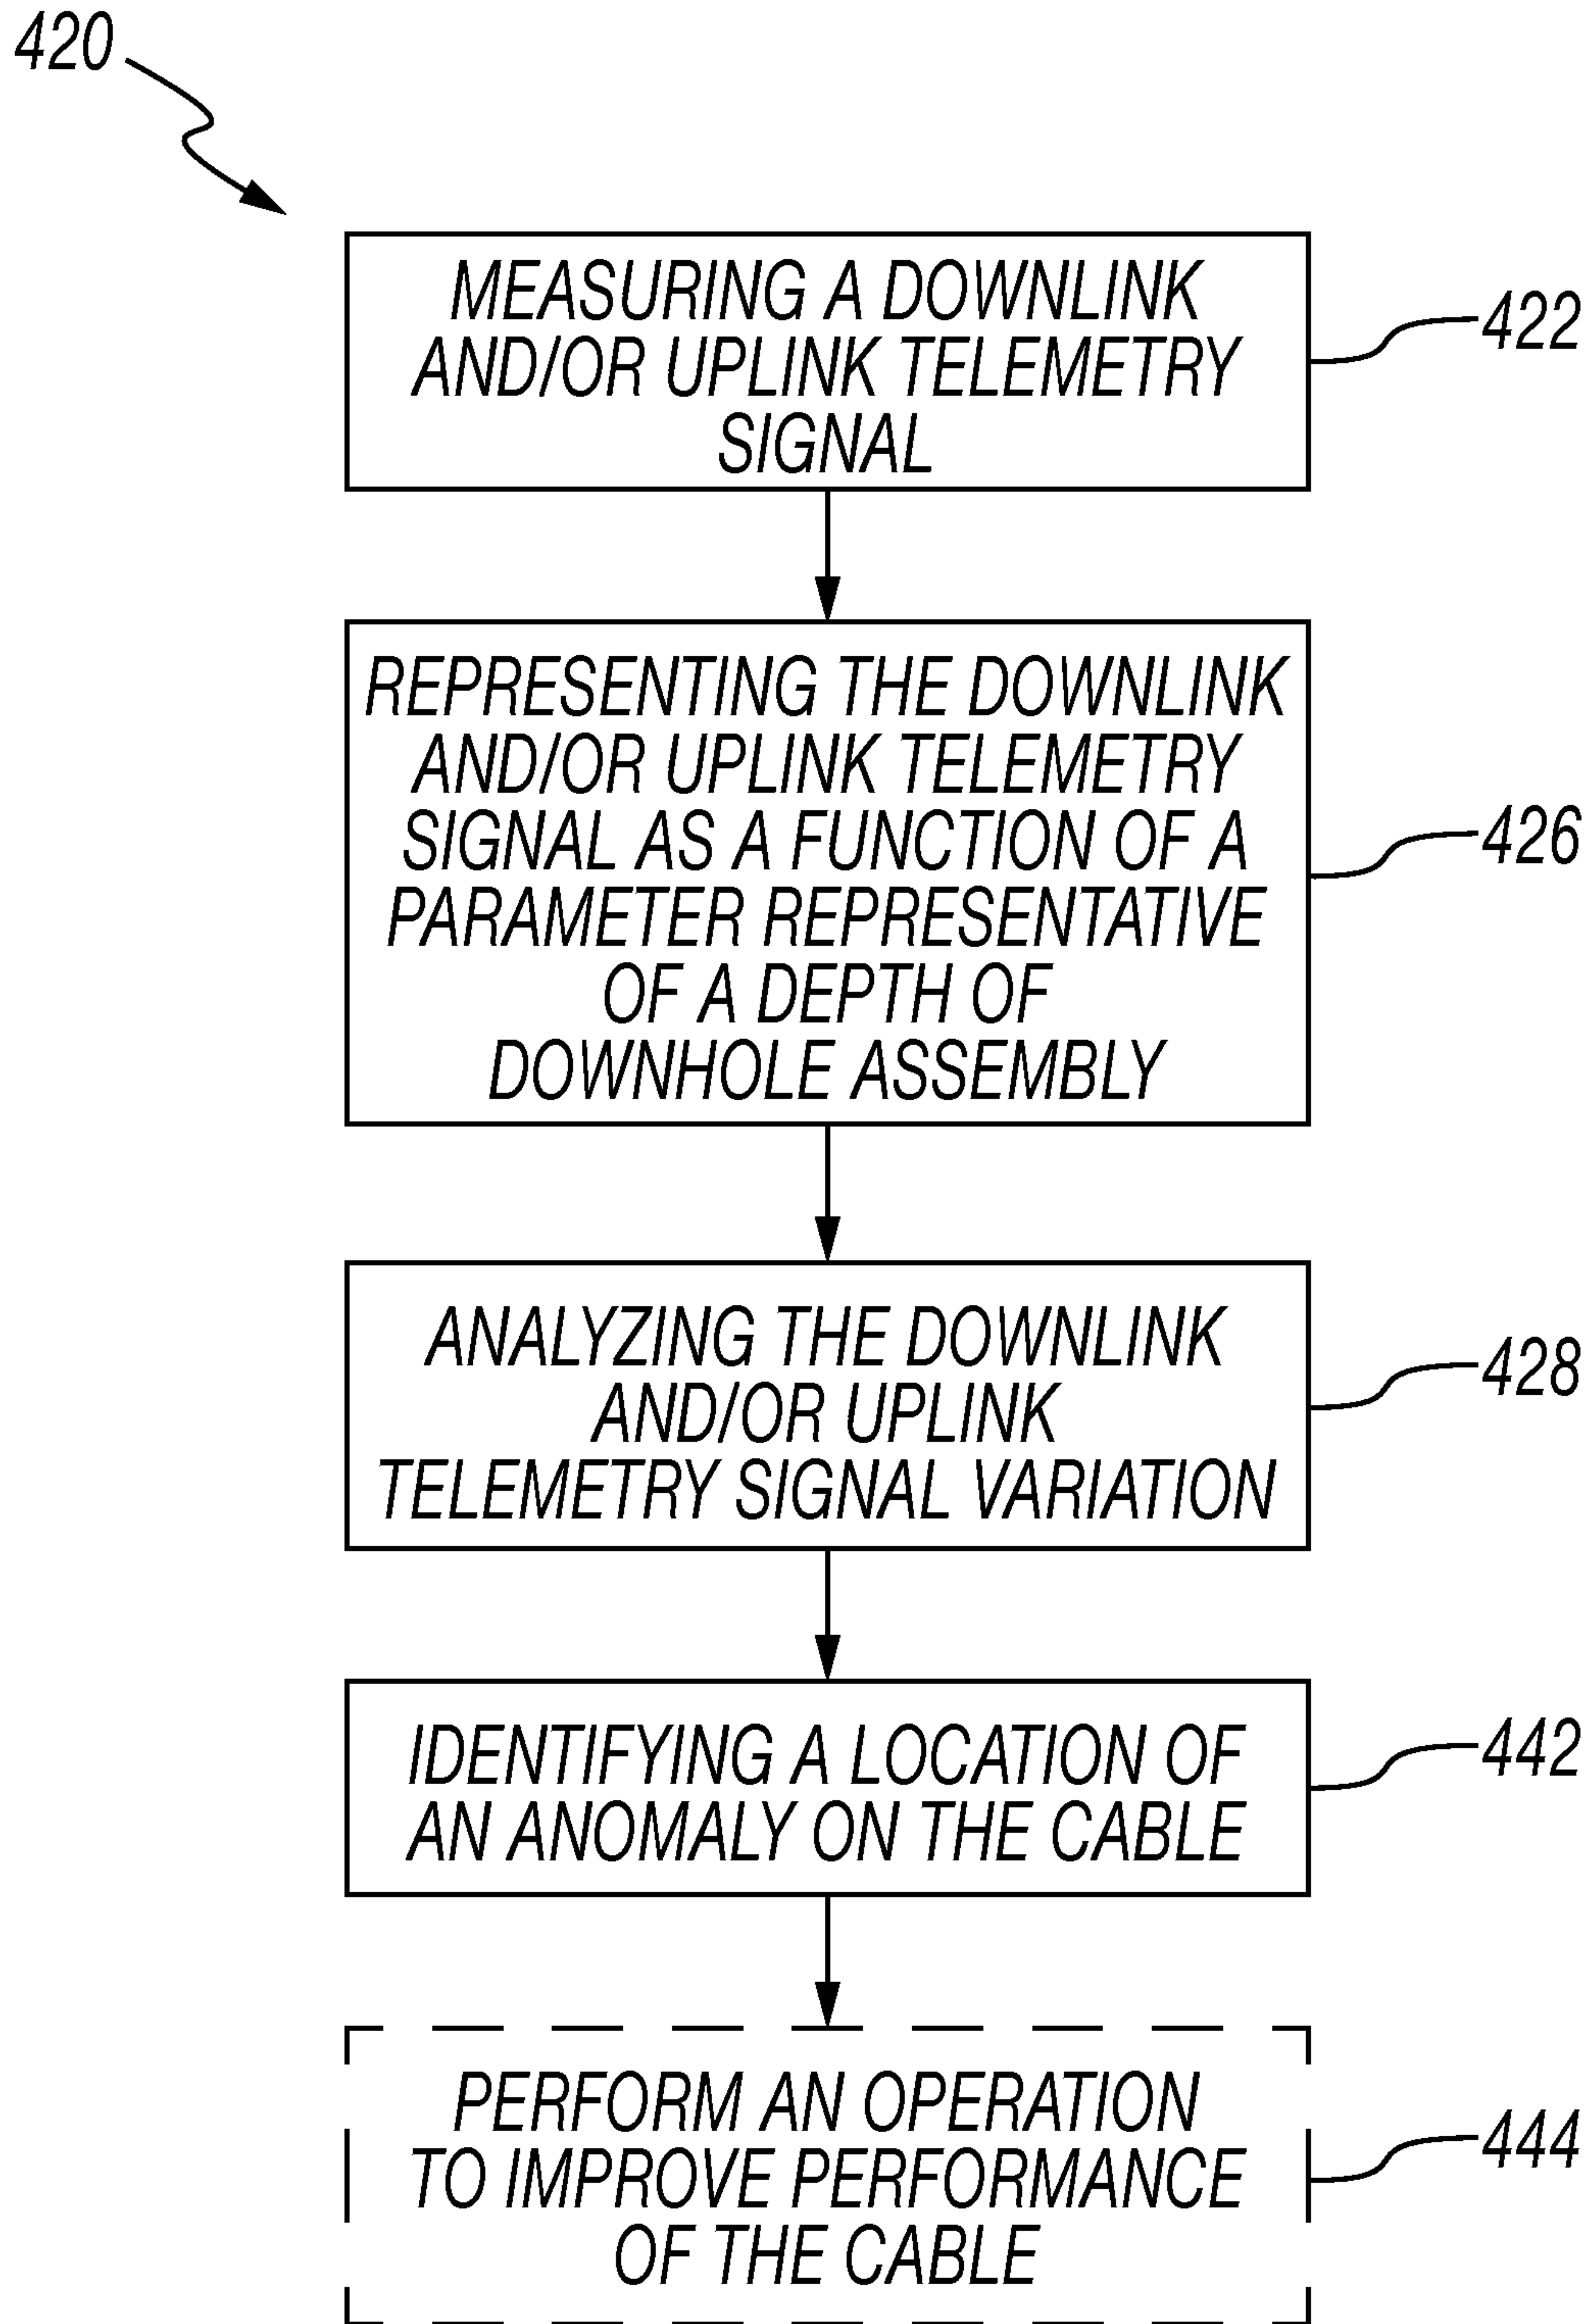 420
MEASURING A DOWNLINK
AND/OR UPLINK TELEMETRY
SIGNAL
422
REPRESENTING THE DOWNLINK
AND/OR UPLINK TELEMETRY
SIGNAL AS A FUNCTION OF A
PARAMETER REPRESENTATIVE
OF A DEPTH OF
DOWNHOLE ASSEMBLY
426
ANALYZING THE DOWNLINK
AND/OR UPLINK
TELEMETRY SIGNAL VARIATION
428
IDENTIFYING A LOCATION OF
AN ANOMALY ON THE CABLE
442
PERFORM AN OPERATION
TO IMPROVE PERFORMANCE
OF THE CABLE
444